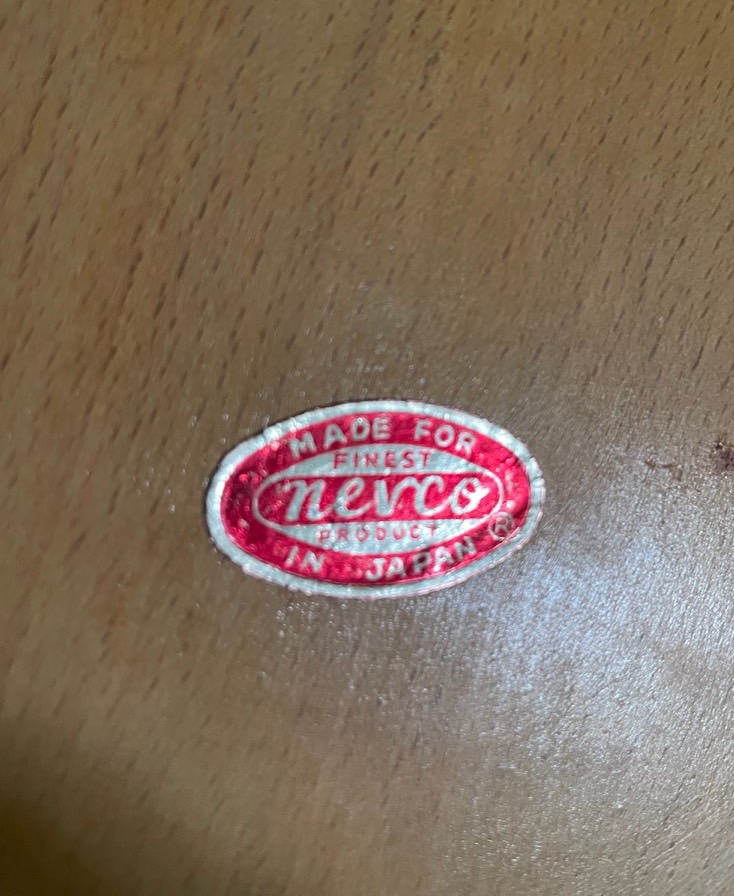 MADE FOR
FINEST
nevco
PRODUCT
IN JAPAN ®